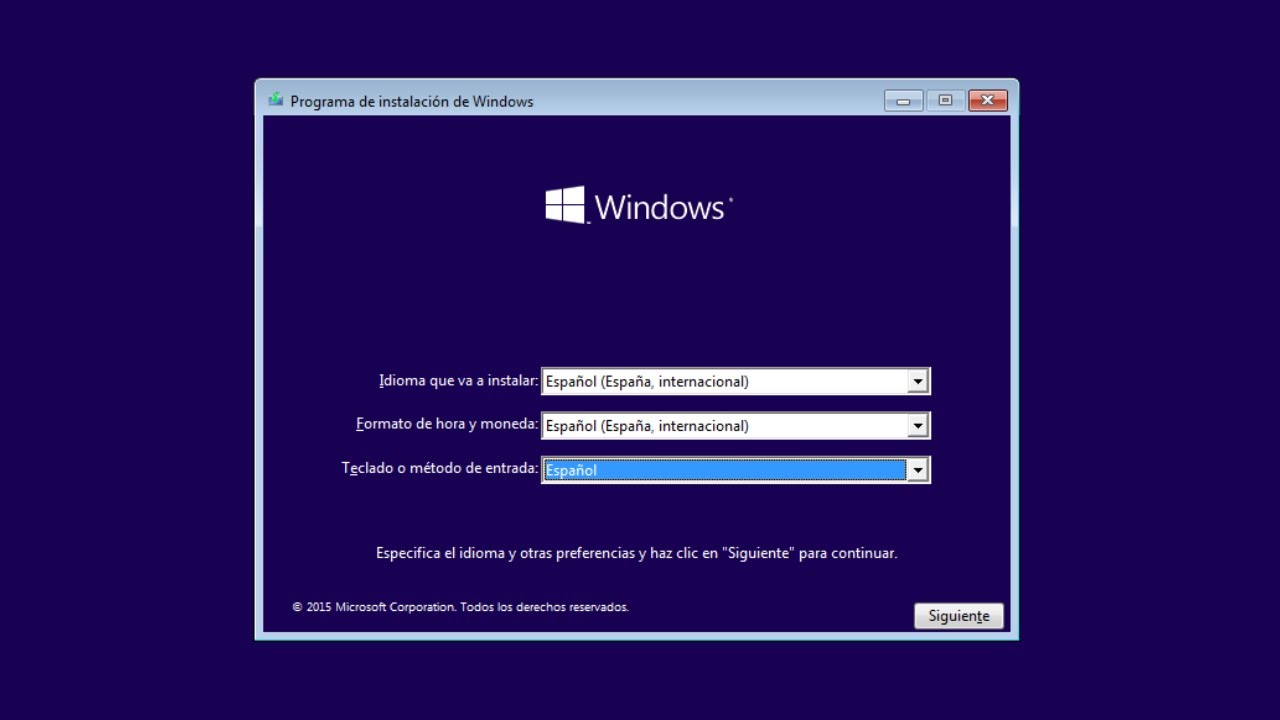 Programa de instalación de Windows
Windows
Idioma que va a instalar: Español (España, internacional)
Formato de hora y moneda: Español (España, internacional)
Teclado o método de entrada: Español
Especifica el idioma y otras preferencias y haz clic en "Siguiente" para continuar.
© 2015 Microsoft Corporation. Todos los derechos reservados.
Siguiente